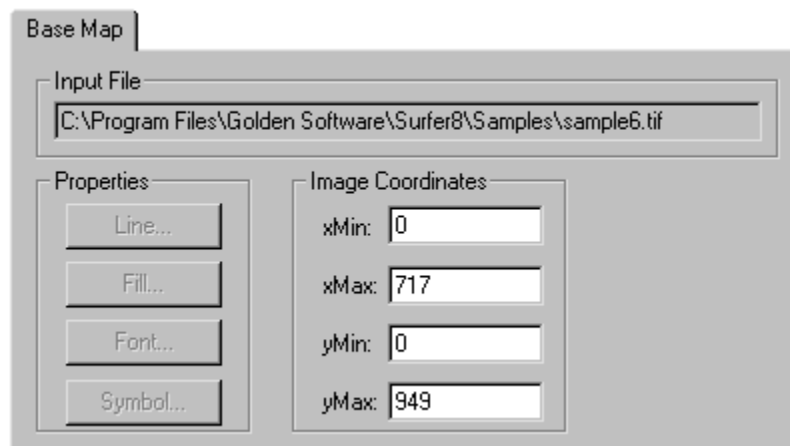 Base Map
Input File
C:\Program Files\Golden Software\Surfer8\Samples\sample6.tif
Properties
Line...
Fill...
Font...
Symbol...
Image Coordinates
xMin: 0
xMax: 717
yMin: 0
yMax: 949